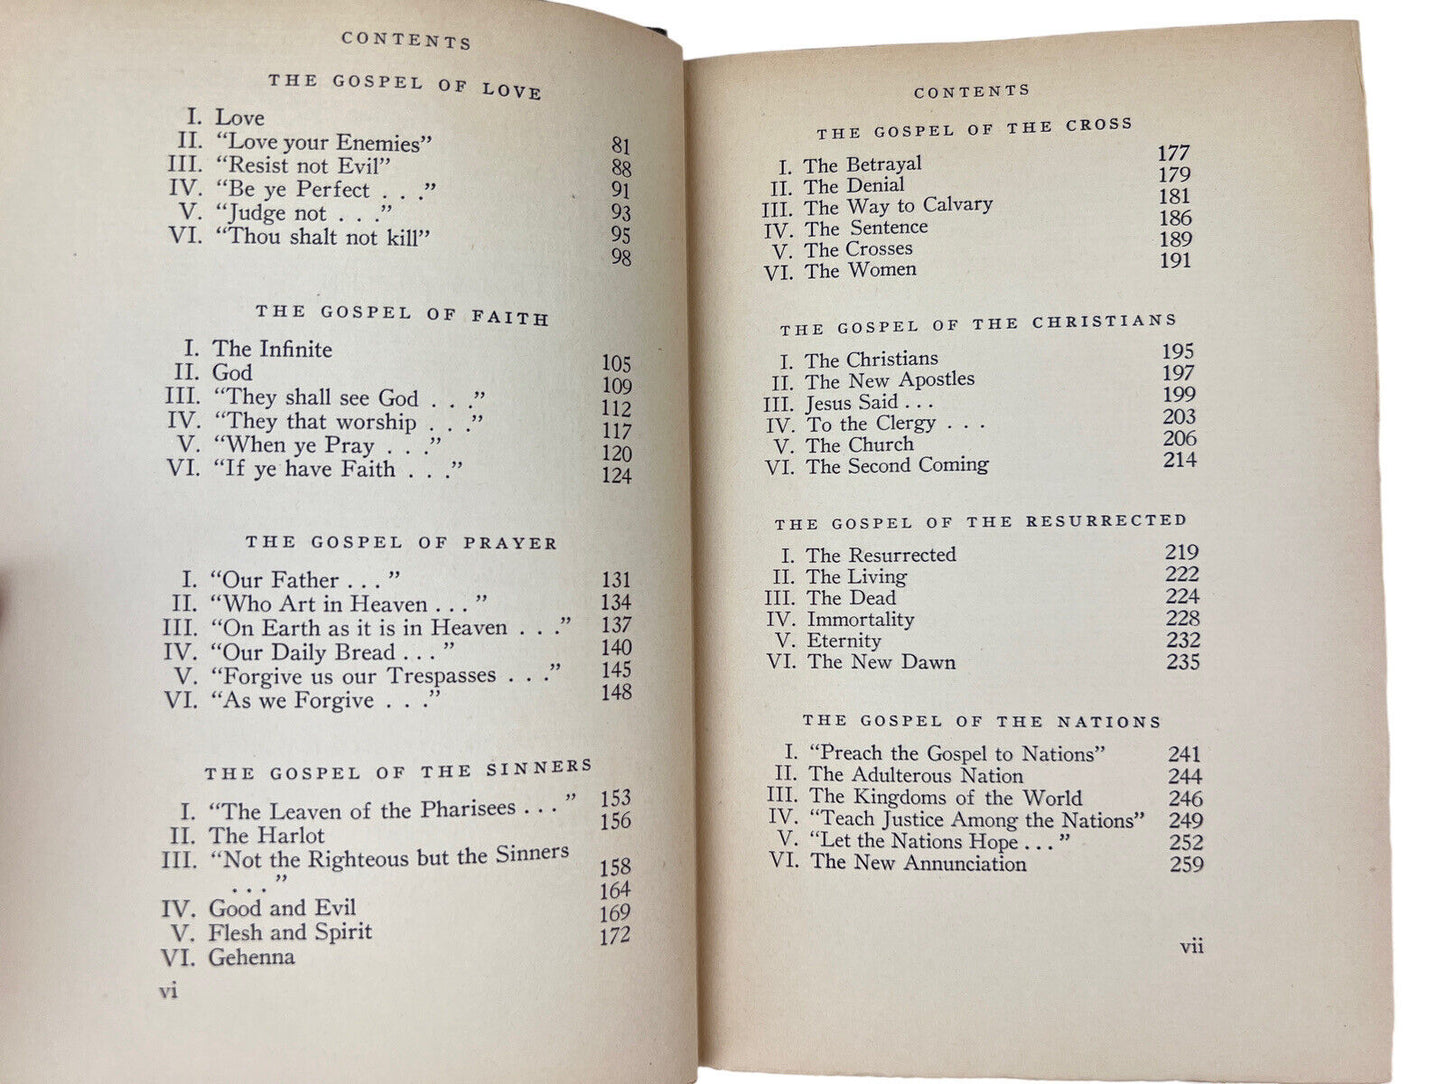 CONTENTS
THE GOSPEL OF LOVE
I. Love 81
II. "Love your Enemies" 88
III. "Resist not Evil" 91
IV. "Be ye Perfect . . ." 93
V. "Judge not . . ." 95
VI. "Thou shalt not kill" 98
THE GOSPEL OF FAITH
I. The Infinite 105
II. God 109
III. "They shall see God . . ." 112
IV. "They that worship . . ." 117
V. "When ye Pray . . ." 120
VI. "If ye have Faith . . ." 124
THE GOSPEL OF PRAYER
I. "Our Father . . . " 131
II. "Who Art in Heaven . . . " 134
III. "On Earth as it is in Heaven . . ." 137
IV. "Our Daily Bread . . . " 140
V. "Forgive us our Trespasses . . ." 145
VI. "As we Forgive . . ." 148
THE GOSPEL OF THE SINNERS
I. "The Leaven of the Pharisees . . . " 153
II. The Harlot 156
III. "Not the Righteous but the Sinners
. . . " 158
IV. Good and Evil 164
V. Flesh and Spirit 169
VI. Gehenna 172
vi
CONTENTS
THE GOSPEL OF THE CROSS
I. The Betrayal 177
II. The Denial 179
III. The Way to Calvary 181
IV. The Sentence 186
V. The Crosses 189
VI. The Women 191
THE GOSPEL OF THE CHRISTIANS
I. The Christians 195
II. The New Apostles 197
III. Jesus Said . . . 199
IV. To the Clergy . . . 203
V. The Church 206
VI. The Second Coming 214
THE GOSPEL OF THE RESURRECTED
I. The Resurrected 219
II. The Living 222
III. The Dead 224
IV. Immortality 228
V. Eternity 232
VI. The New Dawn 235
THE GOSPEL OF THE NATIONS
I. "Preach the Gospel to Nations" 241
II. The Adulterous Nation 244
III. The Kingdoms of the World 246
IV. "Teach Justice Among the Nations" 249
V. "Let the Nations Hope . . . " 252
VI. The New Annunciation 259
vii